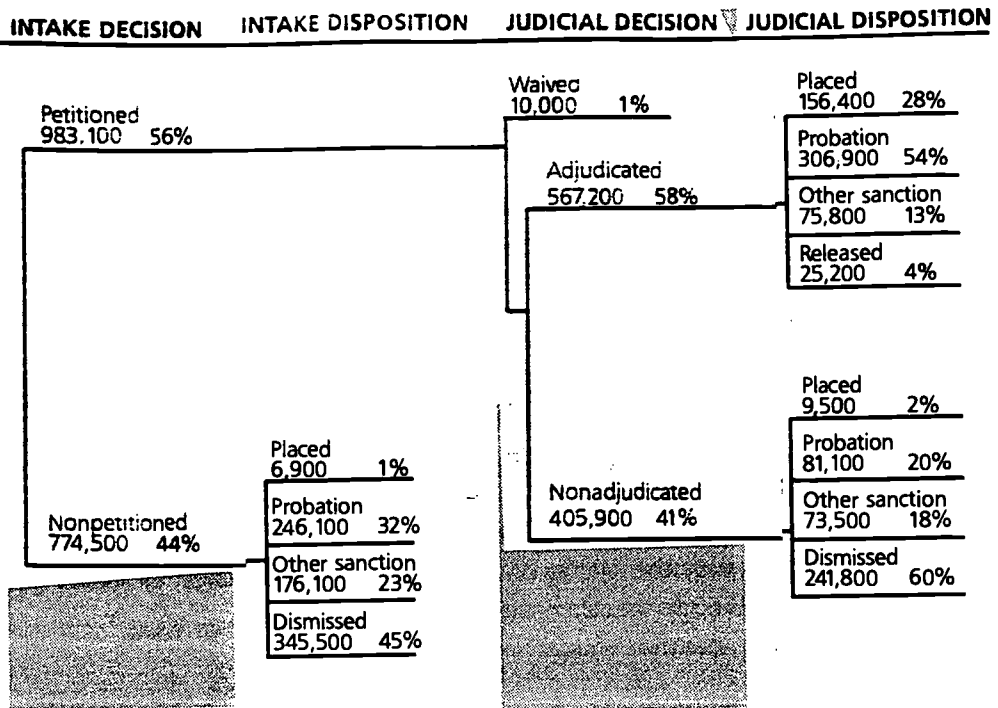 INTAKE DECISION INTAKE DISPOSITION JUDICIAL DECISION JUDICIAL DISPOSITION
Petitioned
983.100 56%
Waived
10,000 1%
Adjudicated
567.200 58%
Placed
156,400 28%
Probation
306,900 54%
Other sanction
75,800 13%
Released
25,200 4%
Nonpetitioned
774,500 44%
Placed
6,900 1%
Probation
246,100 32%
Other sanction
176,100 23%
Dismissed
345,500 45%
Nonadjudicated
405,900 41%
Placed
9,500 2%
Probation
81,100 20%
Other sanction
73,500 18%
Dismissed
241,800 60%